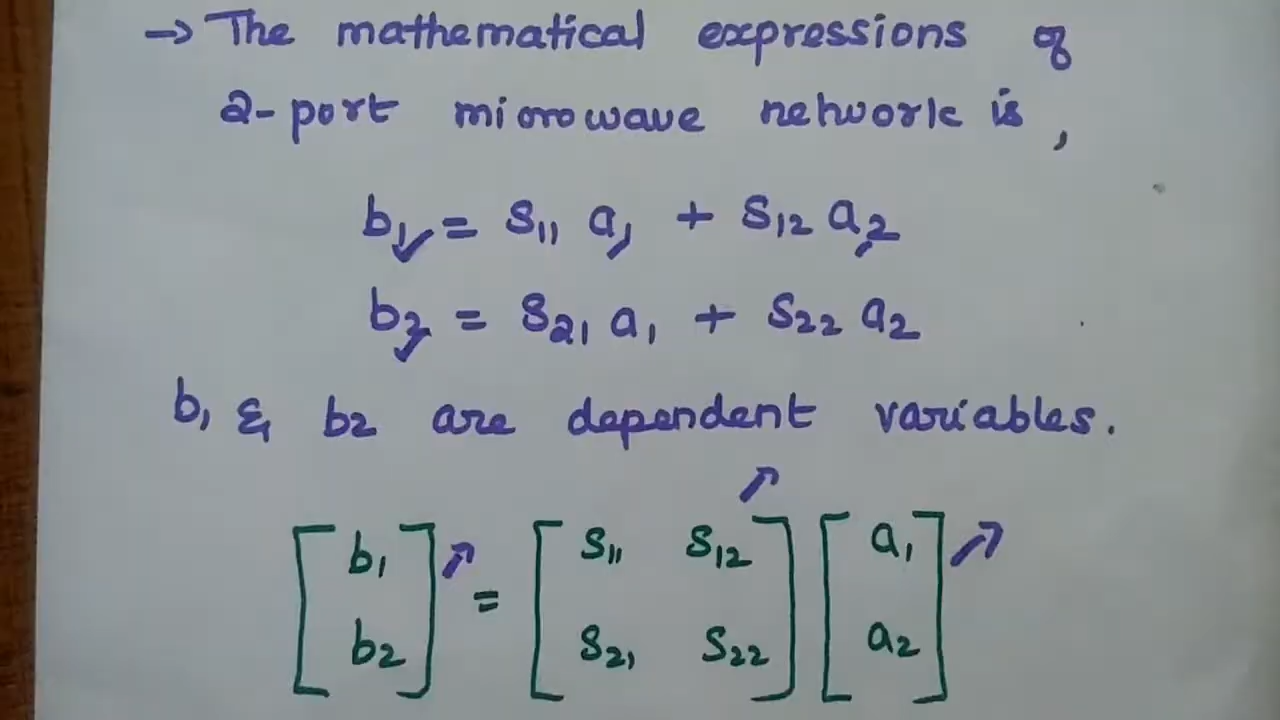 → The mathematical expressions of
2-port microwave network is,
b₁ = S₁₁ a₁ + S₁₂ a₂
b₂ = S₂₁ a₁ + S₂₂ a₂
b₁ & b₂ are dependent variables.
[b₁] = [S₁₁ S₁₂] [a₁]
[b₂] [S₂₁ S₂₂] [a₂]